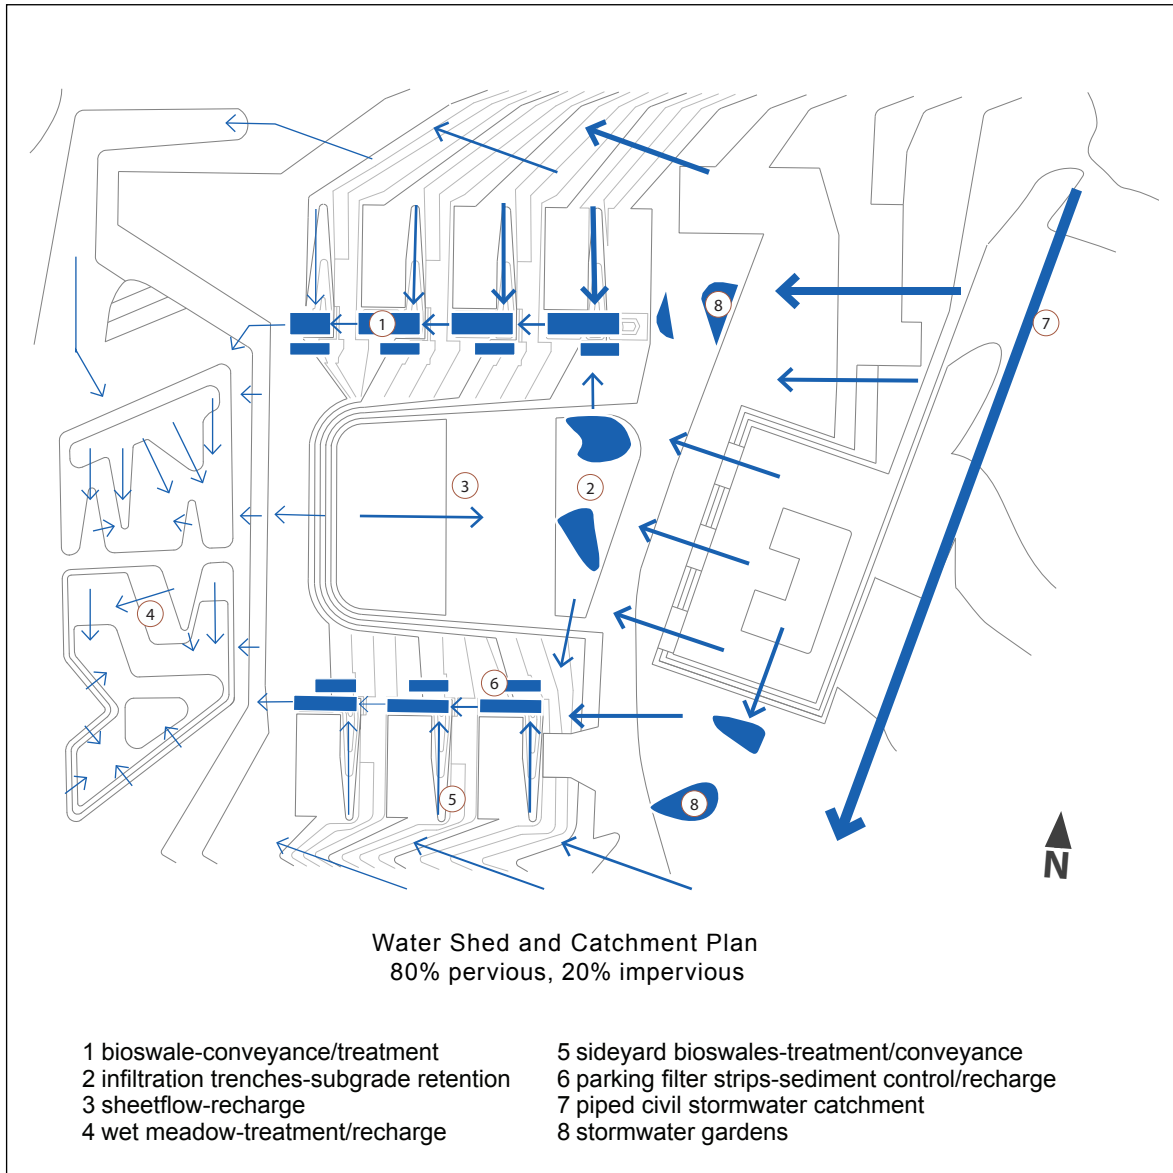 8
7
1
3
2
4
6
5
8
N
Water Shed and Catchment Plan
80% pervious, 20% impervious
1 bioswale-conveyance/treatment
2 infiltration trenches-subgrade retention
3 sheetflow-recharge
4 wet meadow-treatment/recharge
5 sideyard bioswales-treatment/conveyance
6 parking filter strips-sediment control/recharge
7 piped civil stormwater catchment
8 stormwater gardens